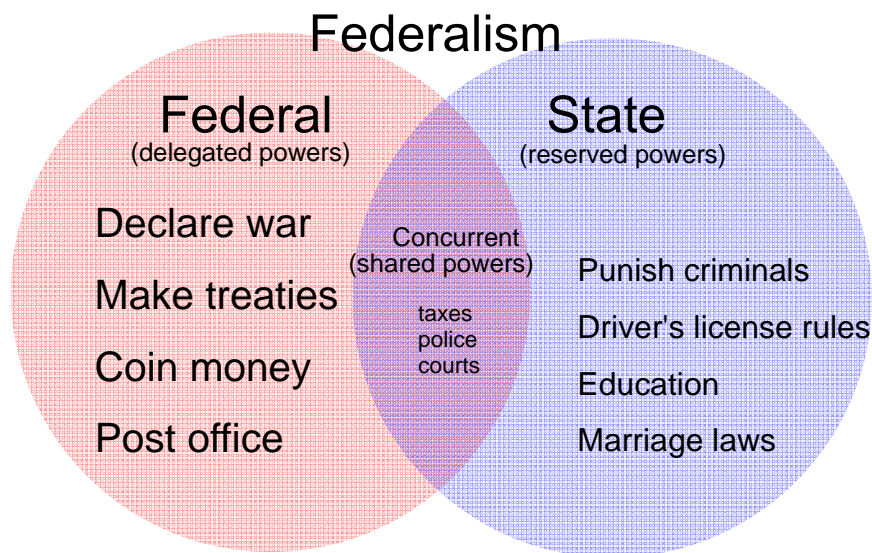 Federalism
Federal
(delegated powers)
Declare war
Make treaties
Coin money
Post office
Concurrent
(shared powers)
taxes
police
courts
State
(reserved powers)
Punish criminals
Driver's license rules
Education
Marriage laws